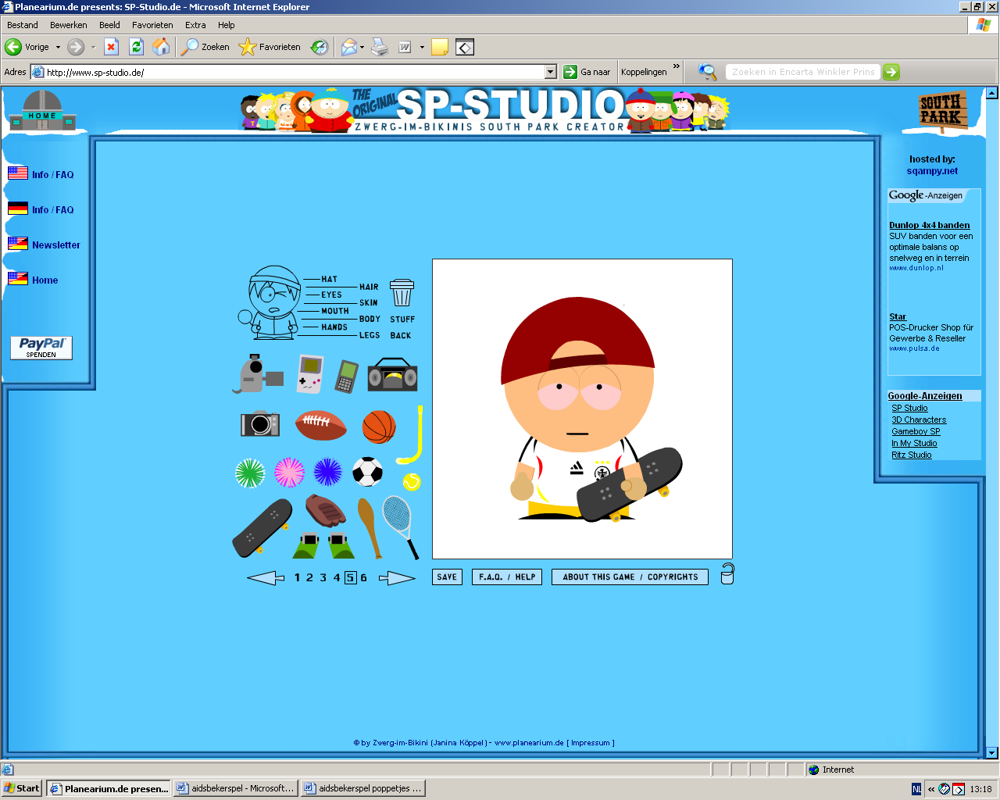 Planearium.de presents: SP-Studio.de - Microsoft Internet Explorer
Bestand Bewerken Beeld Favorieten Extra Help
Vorige Zoeken Favorieten
Adres http://www.sp-studio.de/ Ga naar Koppelingen » Zoeken in Encarta Winkler Prins
HOME
THE ORIGINAL SP-STUDIO
ZWERG-IM-BIKINIS SOUTH PARK CREATOR
SOUTH PARK
Info / FAQ
Info / FAQ
Newsletter
Home
PayPal
SPENDEN
HAT
HAIR
EYES
SKIN
MOUTH
BODY
HANDS
LEGS
STUFF
BACK
1 2 3 4 5 6
SAVE
F.A.Q. / HELP
ABOUT THIS GAME / COPYRIGHTS
hosted by:
sqampy.net
Google-Anzeigen
Dunlop 4x4 banden
SUV banden voor een
optimale balans op
snelweg en in terrein
www.dunlop.nl
Star
POS-Drucker Shop für
Gewerbe & Reseller
www.pulsa.de
Google-Anzeigen
SP Studio
3D Characters
Gameboy SP
In My Studio
Ritz Studio
© by Zwerg-im-Bikini (Janina Köppel) - www.planearium.de [ Impressum ]
Internet
Start Planearium.de presen... aidsbekerspel - Microsoft... aidsbekerspel poppetjes ... NL « 13:18